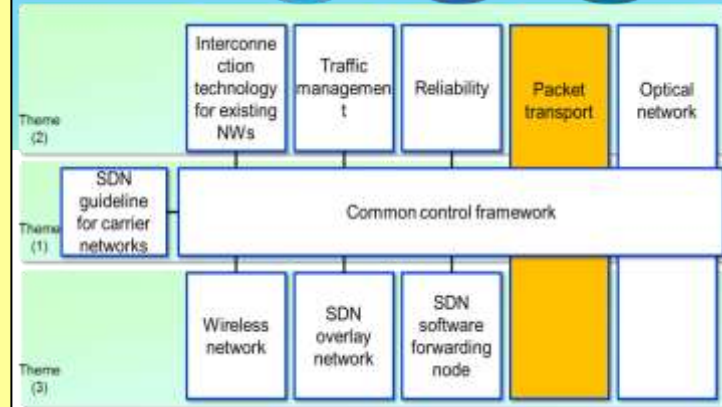 Interconne
ction
technology
for existing
NWs
Traffic
managemen
t
Reliability
Packet
transport
Optical
network
Theme
(2)
SDN
guideline
for carrier
networks
Common control framework
Theme
(1)
Wireless
network
SDN
overlay
network
SDN
software
forwarding
node
Theme
(3)